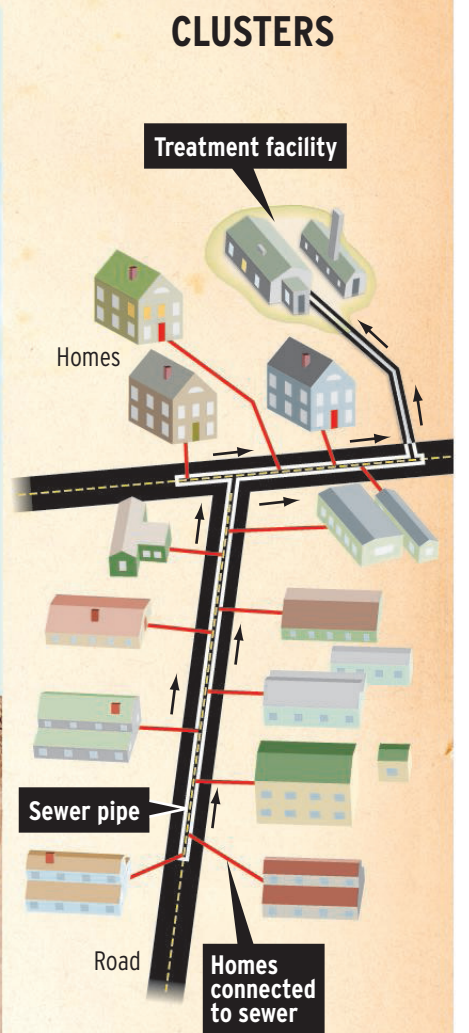 CLUSTERS
Treatment facility
Homes
Sewer pipe
Road
Homes
connected
to sewer